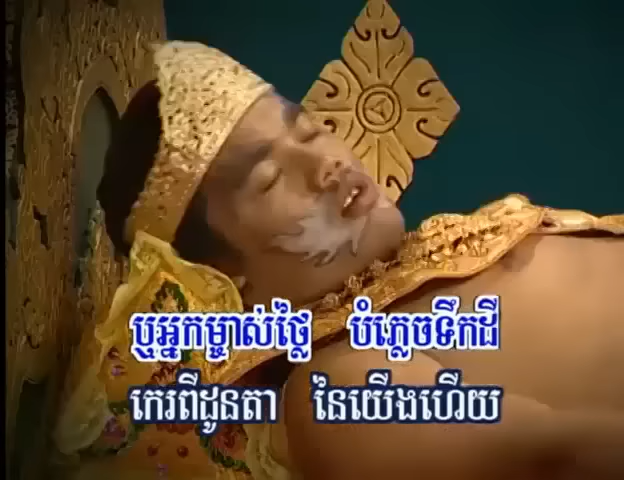 ឬអ្នកម្ចាស់ថ្លៃ បំភ្លេចទឹកដី
កេរពីដូនតា នៃយើងហើយ